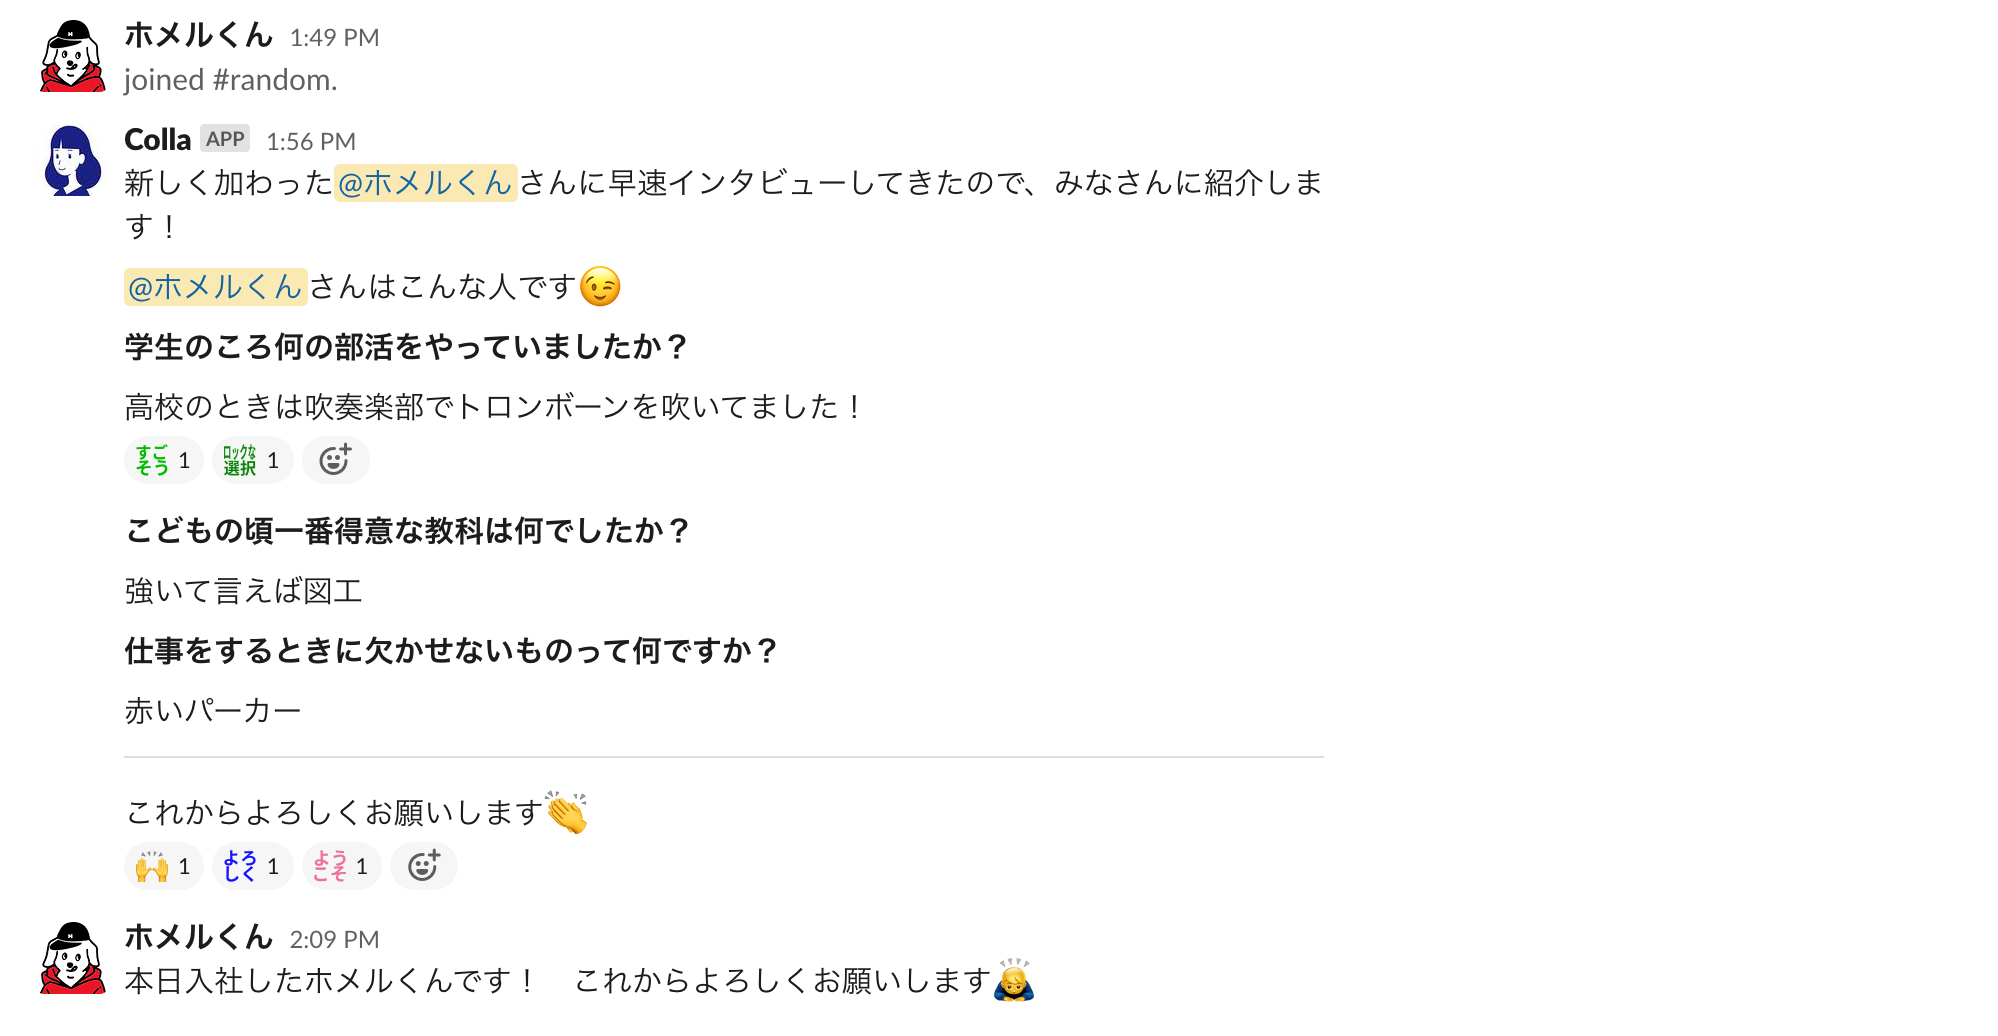 ホメルくん 1:49 PM
joined #random.
Colla APP 1:56 PM
新しく加わった@ホメルくんさんに早速インタビューしてきたので、みなさんに紹介しま
す！
@ホメルくんさんはこんな人です😉
学生のころ何の部活をやっていましたか？
高校のときは吹奏楽部でトロンボーンを吹いてました！
すごそう 1 ロックな選択 1
こどもの頃一番得意な教科は何でしたか？
強いて言えば図工
仕事をするときに欠かせないものって何ですか？
赤いパーカー
これからよろしくお願いします👏
🙌 1 よろしく 1 ようこそ 1
ホメルくん 2:09 PM
本日入社したホメルくんです！　これからよろしくお願いします🙇